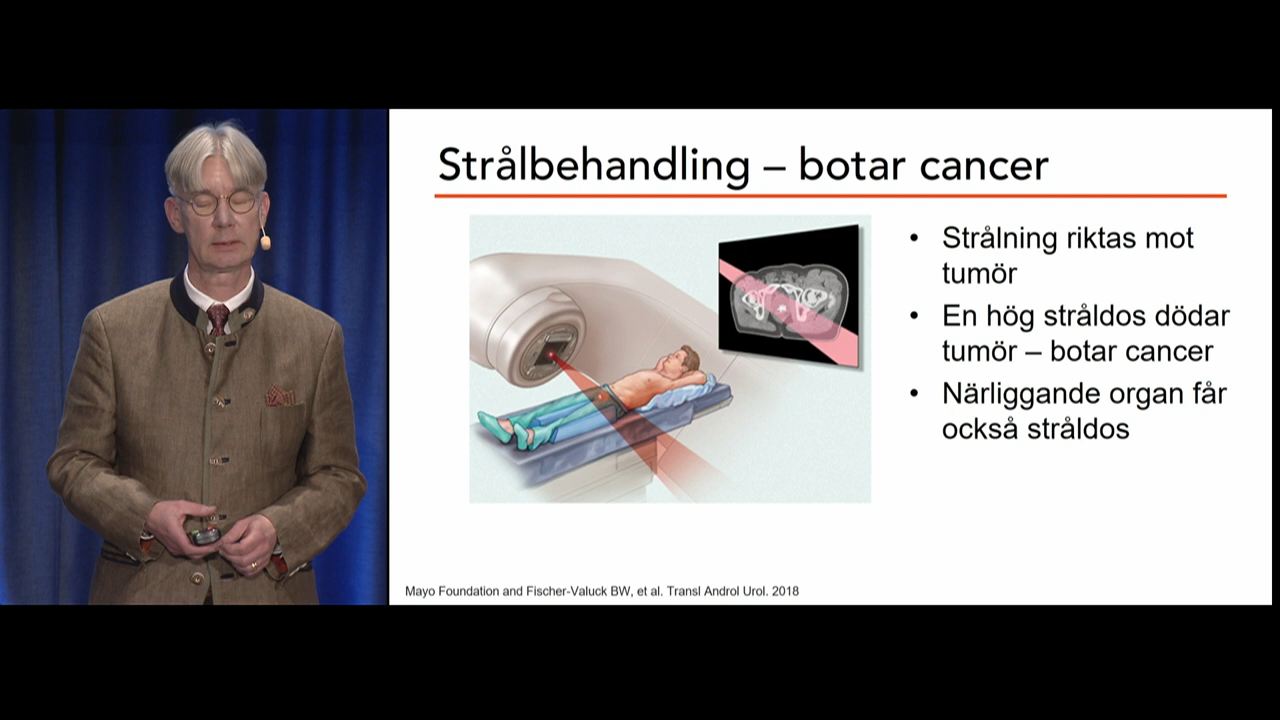 Strålbehandling – botar cancer
• Strålning riktas mot
tumör
• En hög stråldos dödar
tumör – botar cancer
• Närliggande organ får
också stråldos
Mayo Foundation and Fischer-Valuck BW, et al. Transl Androl Urol. 2018